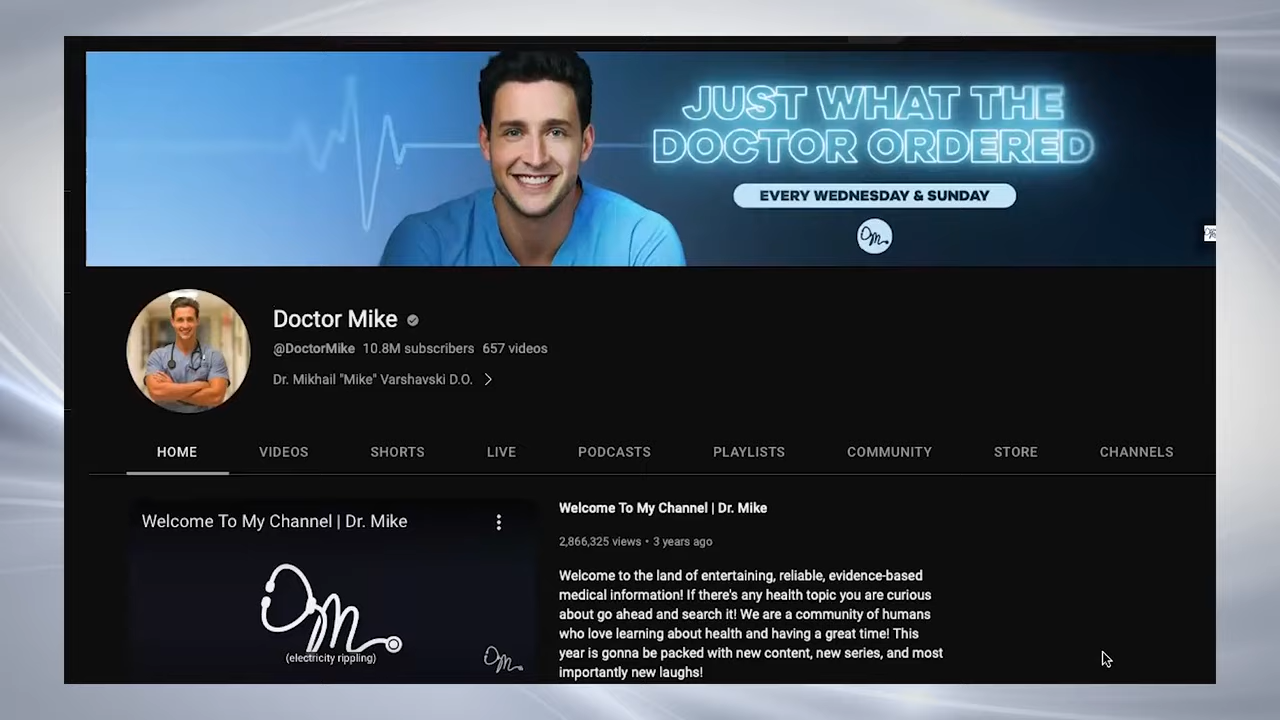 JUST WHAT THE
DOCTOR ORDERED
EVERY WEDNESDAY & SUNDAY
DM
Doctor Mike
@DoctorMike 10.8M subscribers 657 videos
Dr. Mikhail "Mike" Varshavski D.O.
HOME VIDEOS SHORTS LIVE PODCASTS PLAYLISTS COMMUNITY STORE CHANNELS
Welcome To My Channel | Dr. Mike
DM
(electricity rippling)
DM
Welcome To My Channel | Dr. Mike
2,866,325 views • 3 years ago
Welcome to the land of entertaining, reliable, evidence-based
medical information! If there's any health topic you are curious
about go ahead and search it! We are a community of humans
who love learning about health and having a great time! This
year is gonna be packed with new content, new series, and most
importantly new laughs!